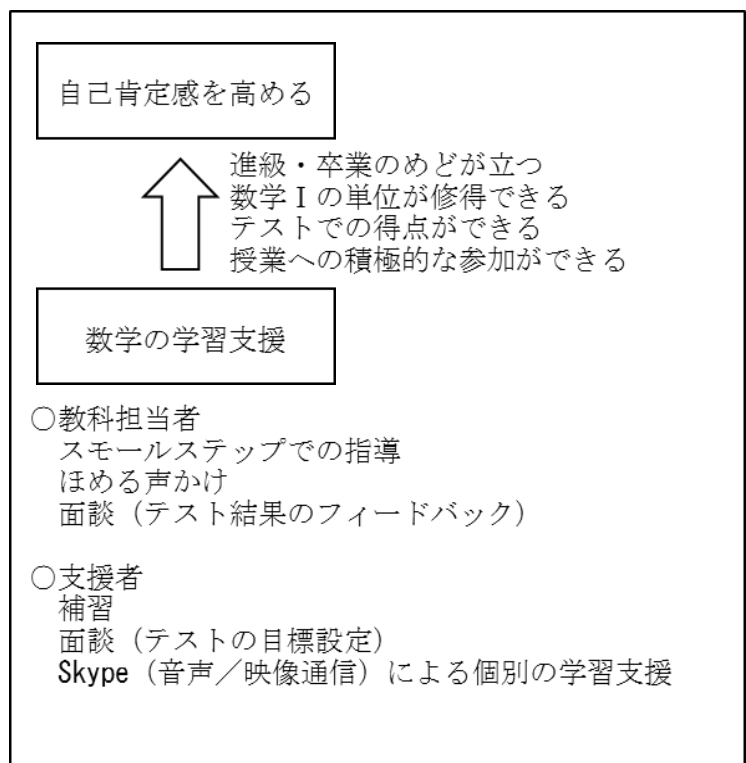 自己肯定感を高める
進級・卒業のめどが立つ
数学Ⅰの単位が修得できる
テストでの得点ができる
授業への積極的な参加ができる
数学の学習支援
○教科担当者
スモールステップでの指導
ほめる声かけ
面談（テスト結果のフィードバック）
○支援者
補習
面談（テストの目標設定）
Skype（音声／映像通信）による個別の学習支援